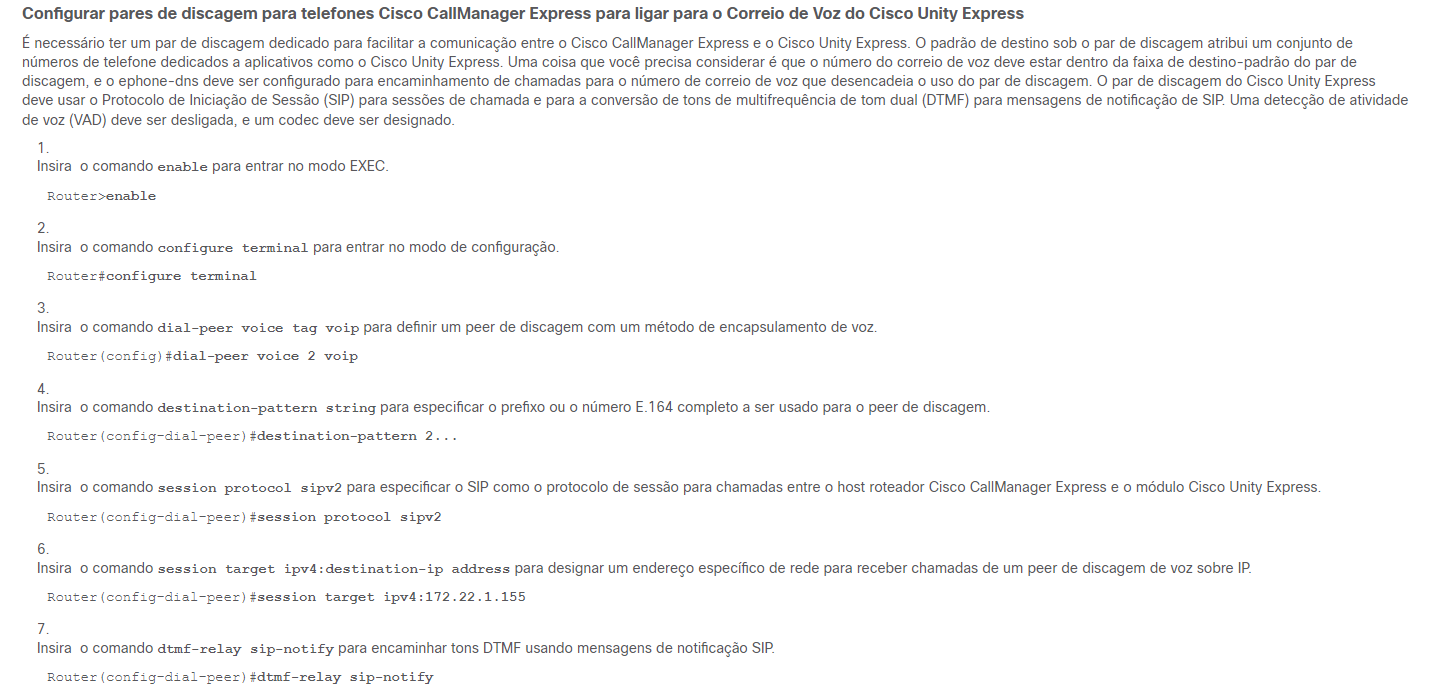 Configurar pares de discagem para telefones Cisco CallManager Express para ligar para o Correio de Voz do Cisco Unity Express
É necessário ter um par de discagem dedicado para facilitar a comunicação entre o Cisco CallManager Express e o Cisco Unity Express. O padrão de destino sob o par de discagem atribui um conjunto de
números de telefone dedicados a aplicativos como o Cisco Unity Express. Uma coisa que você precisa considerar é que o número do correio de voz deve estar dentro da faixa de destino-padrão do par de
discagem, e o ephone-dns deve ser configurado para encaminhamento de chamadas para o número de correio de voz que desencadeia o uso do par de discagem. O par de discagem do Cisco Unity Express
deve usar o Protocolo de Iniciação de Sessão (SIP) para sessões de chamada e para a conversão de tons de multifrequência de tom dual (DTMF) para mensagens de notificação de SIP. Uma detecção de atividade
de voz (VAD) deve ser desligada, e um codec deve ser designado.
1.
Insira o comando enable para entrar no modo EXEC.
Router>enable
2.
Insira o comando configure terminal para entrar no modo de configuração.
Router#configure terminal
3.
Insira o comando dial-peer voice tag voip para definir um peer de discagem com um método de encapsulamento de voz.
Router(config)#dial-peer voice 2 voip
4.
Insira o comando destination-pattern string para especificar o prefixo ou o número E.164 completo a ser usado para o peer de discagem.
Router(config-dial-peer)#destination-pattern 2...
5.
Insira o comando session protocol sipv2 para especificar o SIP como o protocolo de sessão para chamadas entre o host roteador Cisco CallManager Express e o módulo Cisco Unity Express.
Router(config-dial-peer)#session protocol sipv2
6.
Insira o comando session target ipv4:destination-ip address para designar um endereço específico de rede para receber chamadas de um peer de discagem de voz sobre IP.
Router(config-dial-peer)#session target ipv4:172.22.1.155
7.
Insira o comando dtmf-relay sip-notify para encaminhar tons DTMF usando mensagens de notificação SIP.
Router(config-dial-peer)#dtmf-relay sip-notify